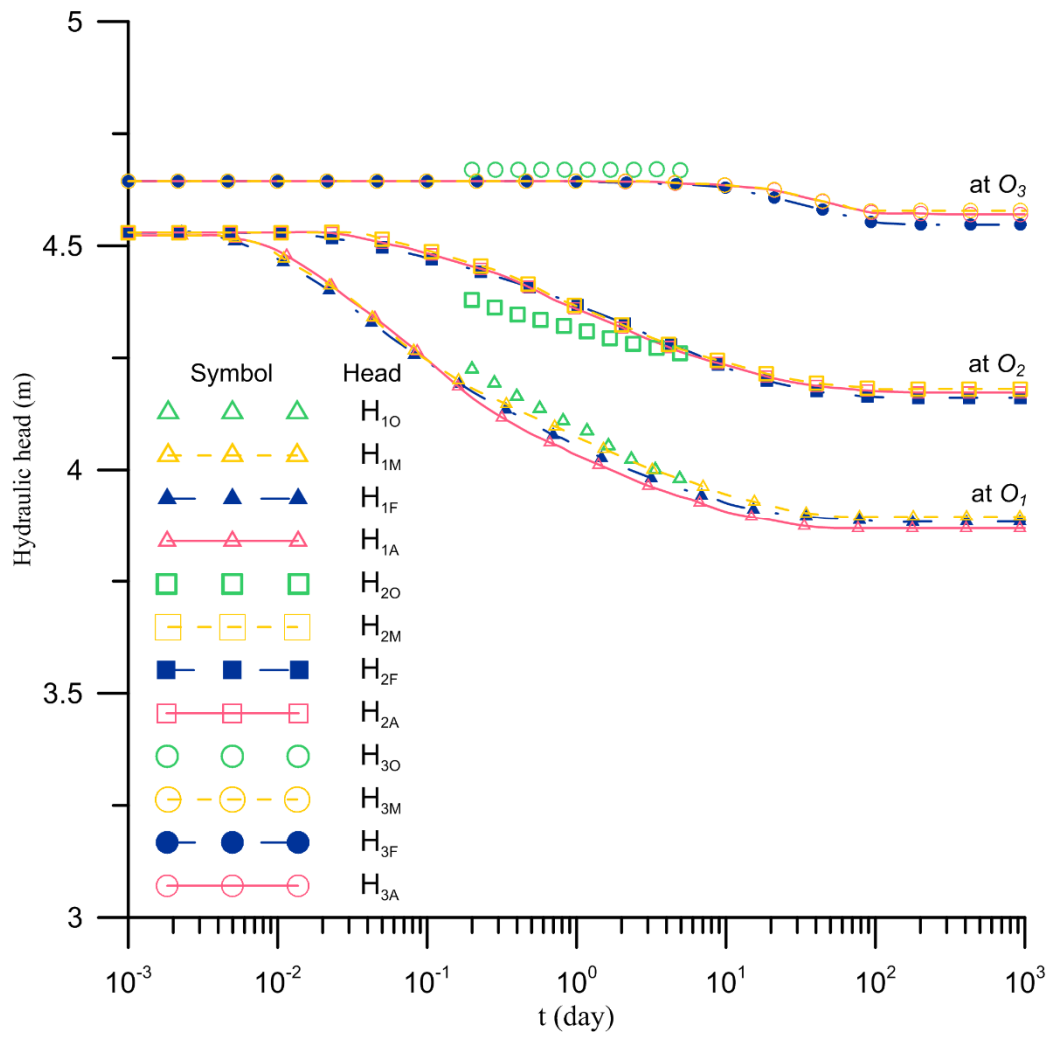 5
at O₃
4.5
at O₂
Hydraulic head (m)
Symbol Head
H₁O
H₁M
4
H₁F
at O₁
H₁A
H₂O
H₂M
H₂F
3.5
H₂A
H₃O
H₃M
H₃F
H₃A
3
10⁻³ 10⁻² 10⁻¹ 10⁰ 10¹ 10² 10³
t (day)